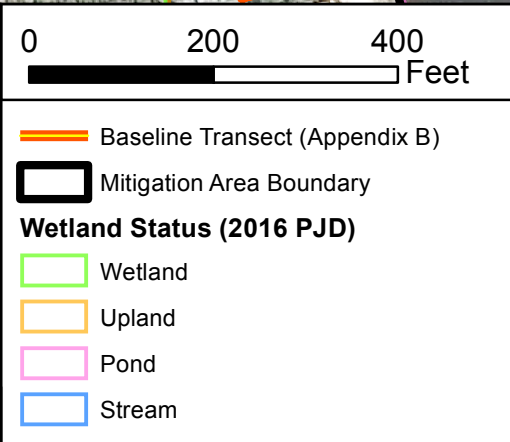 0 200 400
Feet
Baseline Transect (Appendix B)
Mitigation Area Boundary
Wetland Status (2016 PJD)
Wetland
Upland
Pond
Stream